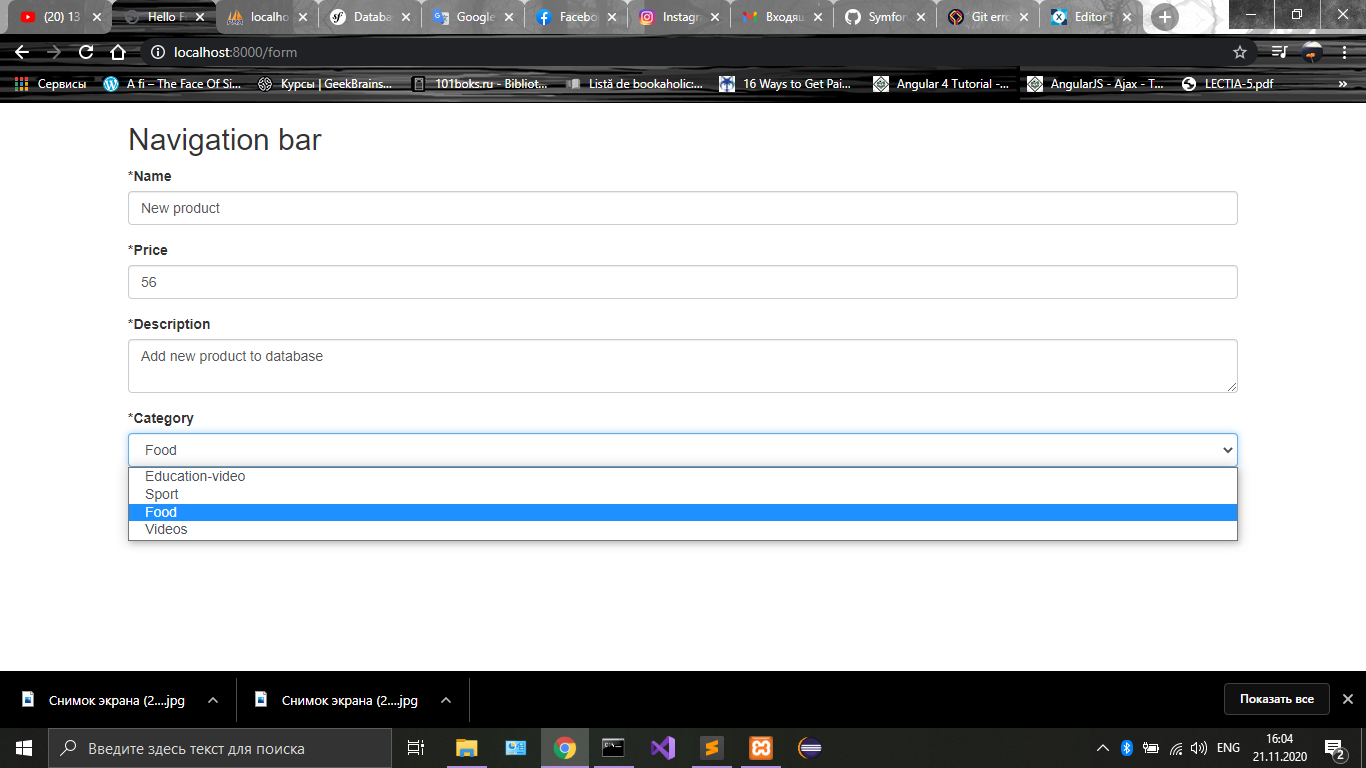 (20) 13
Hello F
localho
Databa
Google
Facebo
Instagr
Входящ
Symfor
Git erro
Editor T
localhost:8000/form
Сервисы
A fi – The Face Of Si...
Курсы | GeekBrains...
101boks.ru - Bibliot...
Listă de bookaholic:...
16 Ways to Get Pai...
Angular 4 Tutorial -...
AngularJS - Ajax - T...
LECTIA-5.pdf
Navigation bar
*Name
New product
*Price
56
*Description
Add new product to database
*Category
Food
Education-video
Sport
Food
Videos
Снимок экрана (2....jpg
Снимок экрана (2....jpg
Показать все
Введите здесь текст для поиска
ENG
16:04
21.11.2020
2